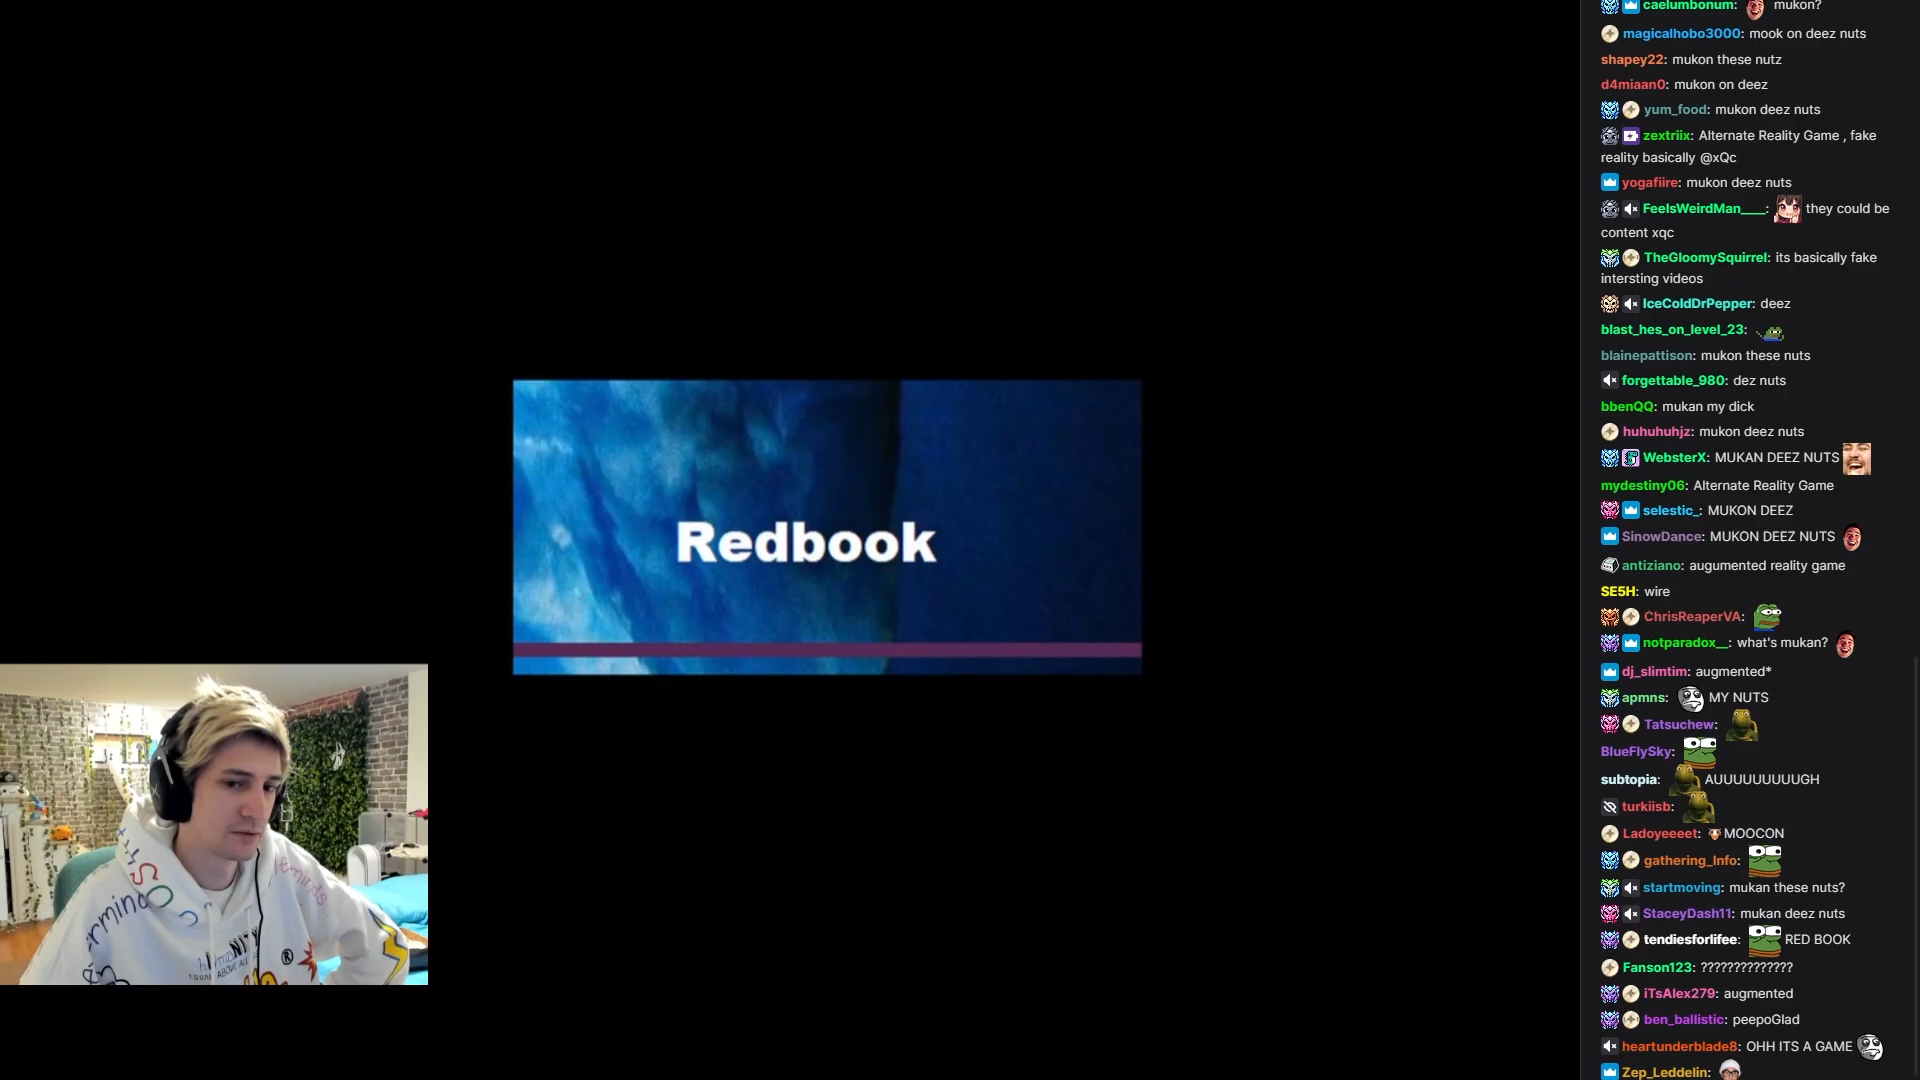 caelumbonum: mukon?
magicalhobo3000: mook on deez nuts
shapey22: mukon these nutz
d4miaan0: mukon on deez
yum_food: mukon deez nuts
zextriix: Alternate Reality Game , fake
reality basically @xQc
yogafiire: mukon deez nuts
FeelsWeirdMan____: they could be
content xqc
TheGloomySquirrel: its basically fake
intersting videos
IceColdDrPepper: deez
blast_hes_on_level_23:
blainepattison: mukon these nuts
forgettable_980: dez nuts
bbenQQ: mukan my dick
huhuhuhjz: mukon deez nuts
WebsterX: MUKAN DEEZ NUTS
mydestiny06: Alternate Reality Game
selestic_: MUKON DEEZ
SinowDance: MUKON DEEZ NUTS
antiziano: augumented reality game
SE5H: wire
ChrisReaperVA:
notparadox__: what's mukan?
dj_slimtim: augmented*
apmns: MY NUTS
Tatsuchew:
BlueFlySky:
subtopia: AUUUUUUUUUGH
turkiisb:
Ladoyeeeet: MOOCON
gathering_Info:
startmoving: mukan these nuts?
StaceyDash11: mukan deez nuts
tendiesforlifee: RED BOOK
Fanson123: ??????????????
iTsAlex279: augmented
ben_ballistic: peepoGlad
heartunderblade8: OHH ITS A GAME
Zep_Leddelin:
Redbook